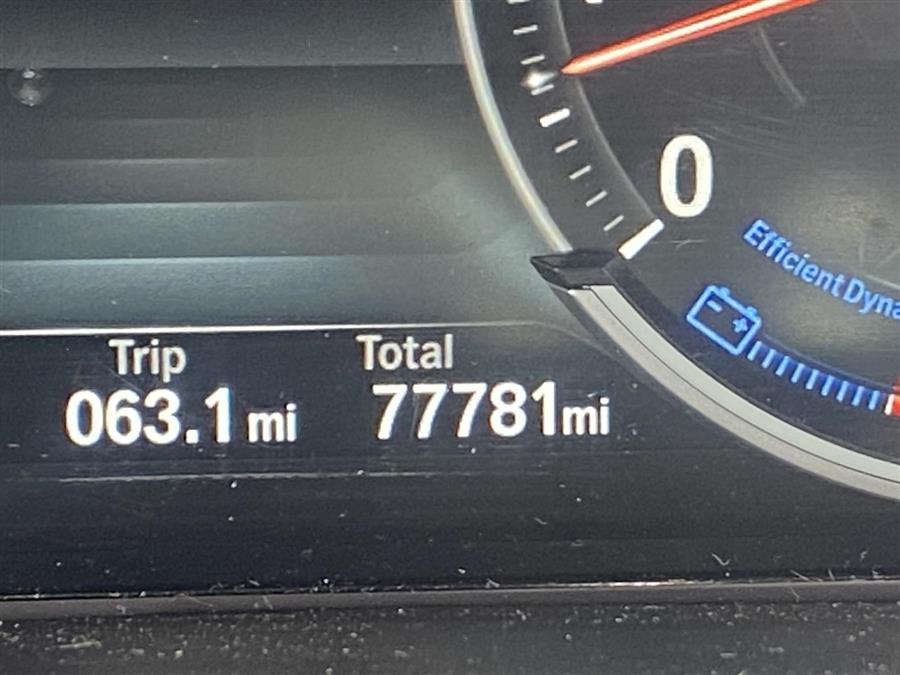 0
Efficient Dyna
Trip Total
063.1 mi 77781mi